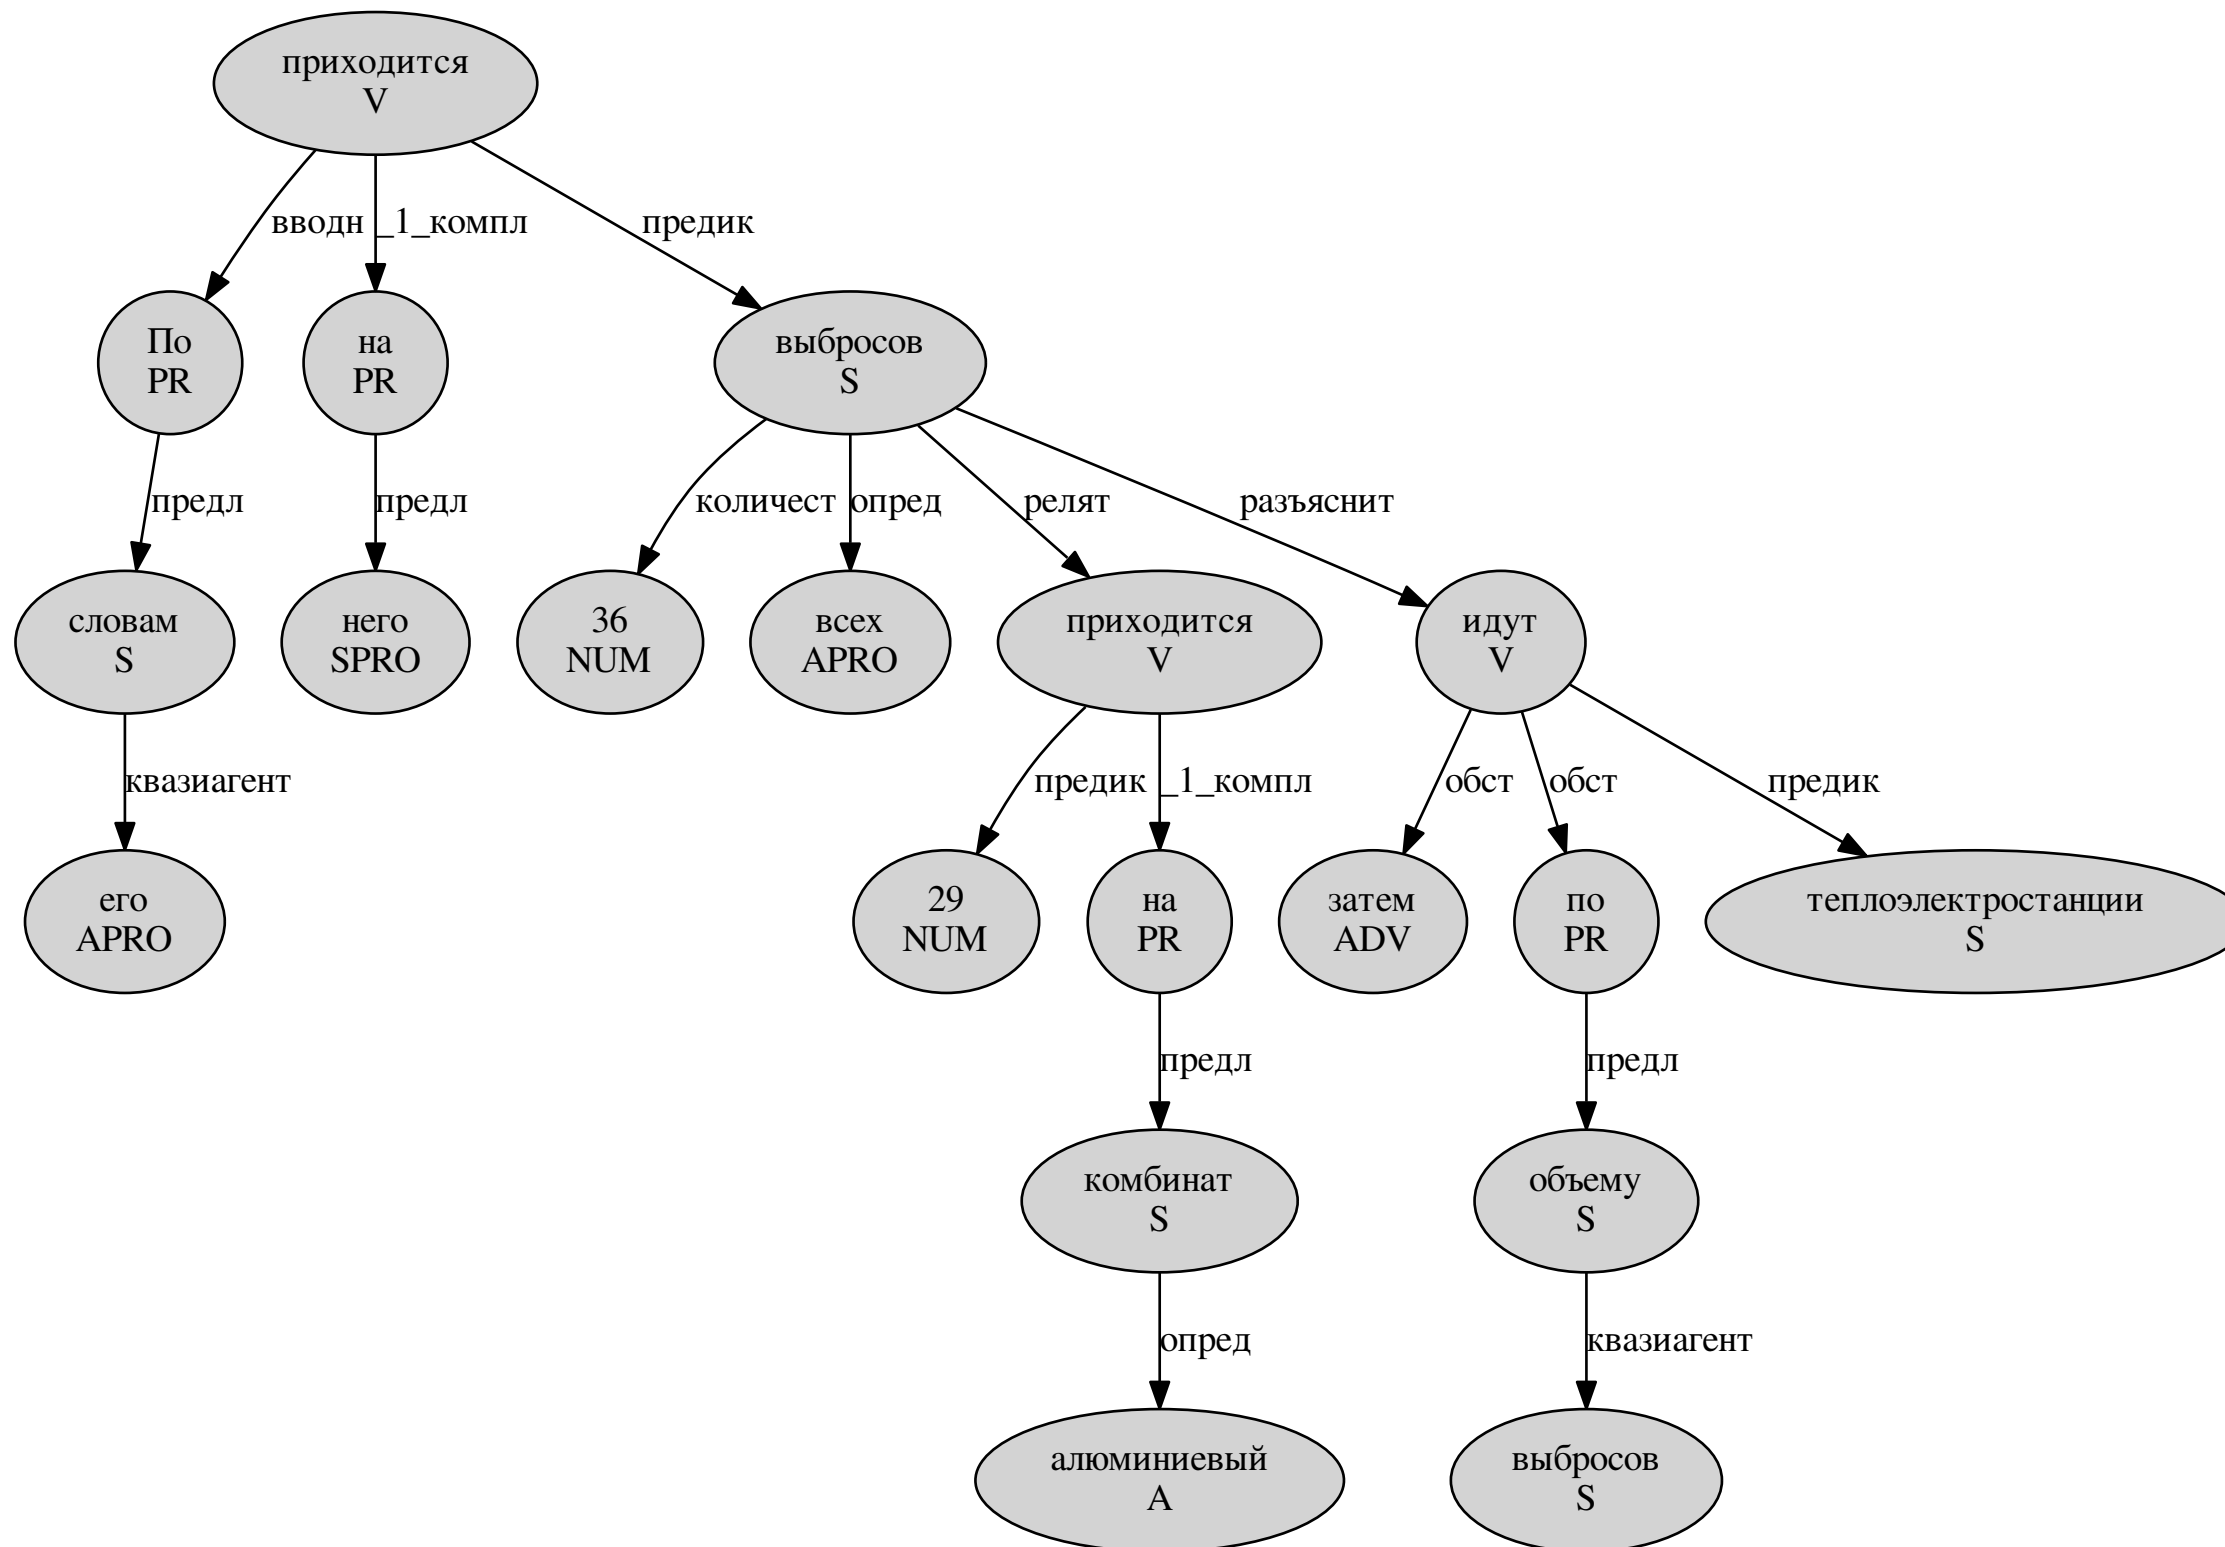 приходится
V
вводн
_1_компл
предик
По
PR
на
PR
выбросов
S
предл
предл
количест
опред
релят
разъяснит
словам
S
него
SPRO
36
NUM
всех
APRO
приходится
V
идут
V
квазиагент
предик
_1_компл
обст
обст
предик
его
APRO
29
NUM
на
PR
затем
ADV
по
PR
теплоэлектростанции
S
предл
предл
комбинат
S
объему
S
опред
квазиагент
алюминиевый
A
выбросов
S